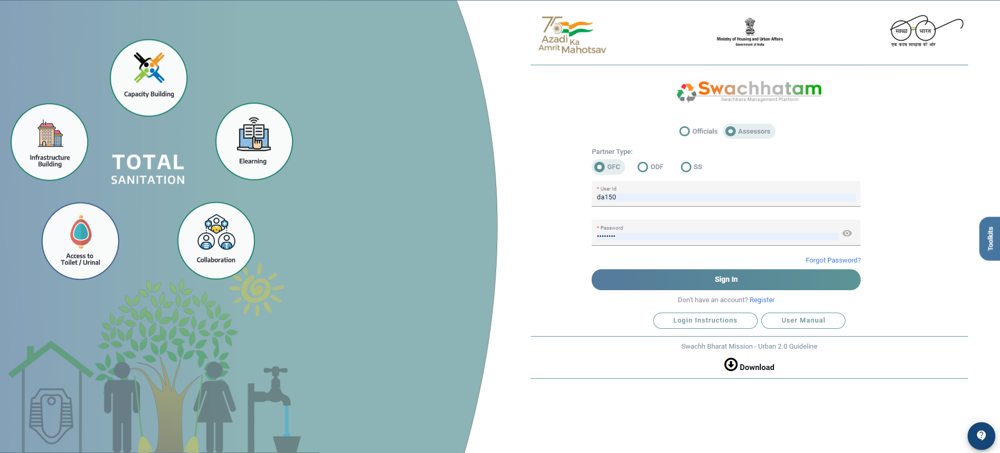 Capacity Building
Infrastructure
Building
TOTAL
SANITATION
Elearning
Access to
Toilet / Urinal
Collaboration
75
Azadi Ka
Amrit Mahotsav
Ministry of Housing and Urban Affairs
Government of India
स्वच्छ भारत
एक कदम स्वच्छता की ओर
Swachhatam
Swachhata Management Platform
Officials Assessors
Partner Type:
GFC ODF SS
* User Id
da150
* Password
••••••••
Forgot Password?
Sign In
Don't have an account? Register
Login Instructions User Manual
Swachh Bharat Mission - Urban 2.0 Guideline
Download
Toolkits